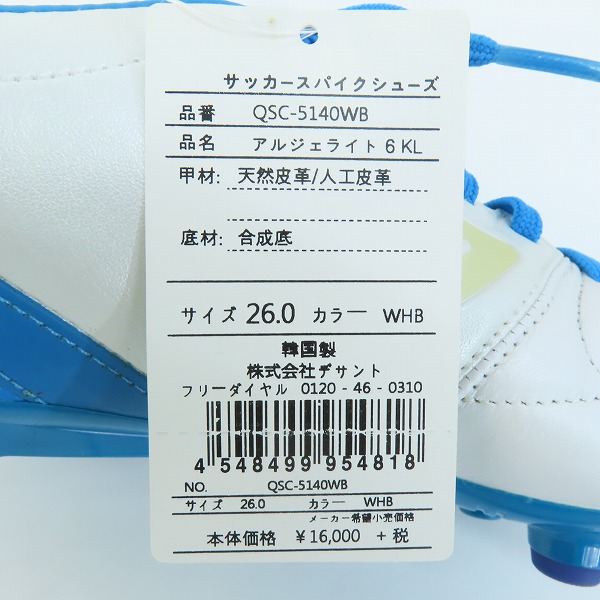 サッカースパイクシューズ
品番 QSC-5140WB
品名 アルジェライト 6 KL
甲材: 天然皮革/人工皮革
底材: 合成底
サイズ 26.0 カラー WHB
韓国製
株式会社デサント
フリーダイヤル 0120 - 46 - 0310
4 548499 954818
NO. QSC-5140WB
サイズ 26.0 カラー WHB
メーカー希望小売価格
本体価格 ¥16,000 + 税